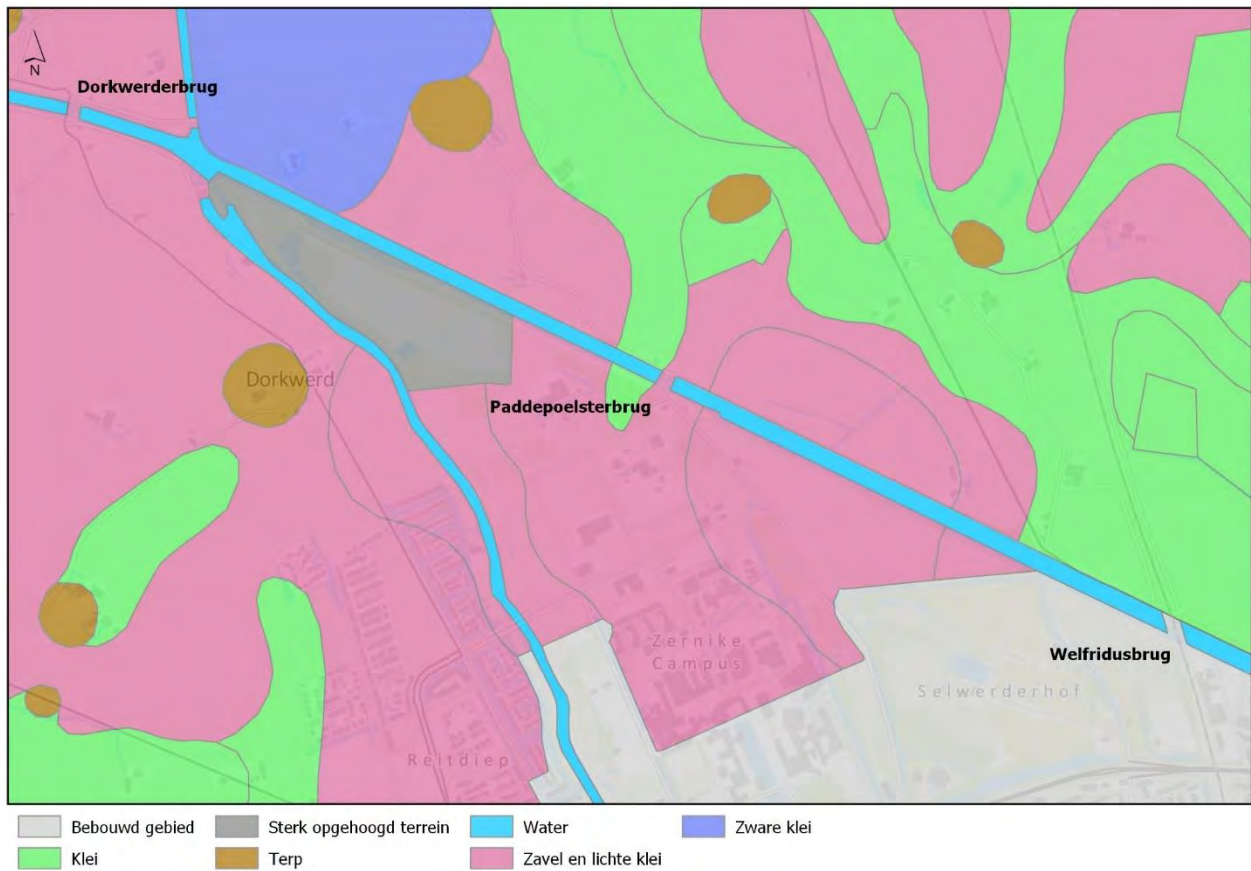 N
Dorkwerderbrug
Dorkwerd
Paddepoelsterbrug
Zernike
Campus
Welfridusbrug
Selwerderhof
Reitdiep
Bebouwd gebied
Sterk opgehoogd terrein
Water
Zware klei
Klei
Terp
Zavel en lichte klei